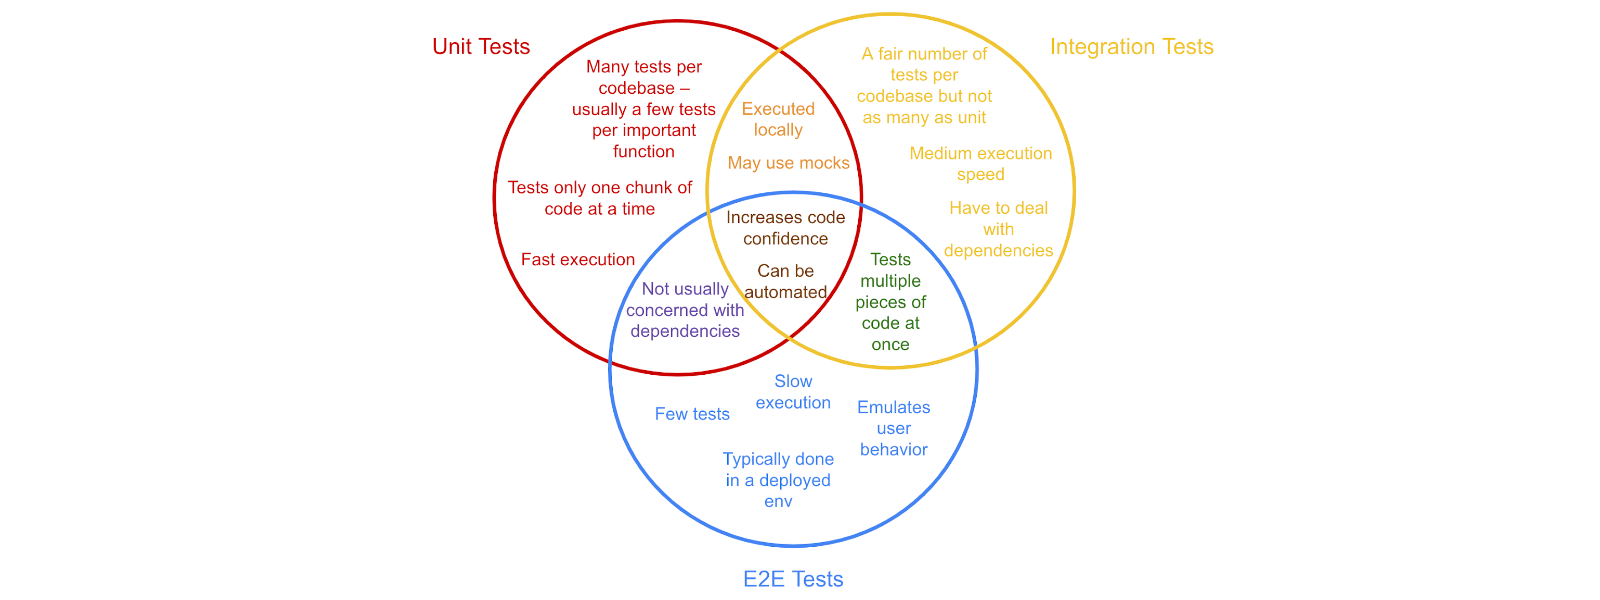 Unit Tests
Many tests per
codebase –
usually a few tests
per important
function
Tests only one chunk of
code at a time
Fast execution
Executed
locally
May use mocks
Integration Tests
A fair number of
tests per
codebase but not
as many as unit
Medium execution
speed
Have to deal
with
dependencies
Increases code
confidence
Can be
automated
Not usually
concerned with
dependencies
Tests
multiple
pieces of
code at
once
Slow
execution
Few tests
Emulates
user
behavior
Typically done
in a deployed
env
E2E Tests